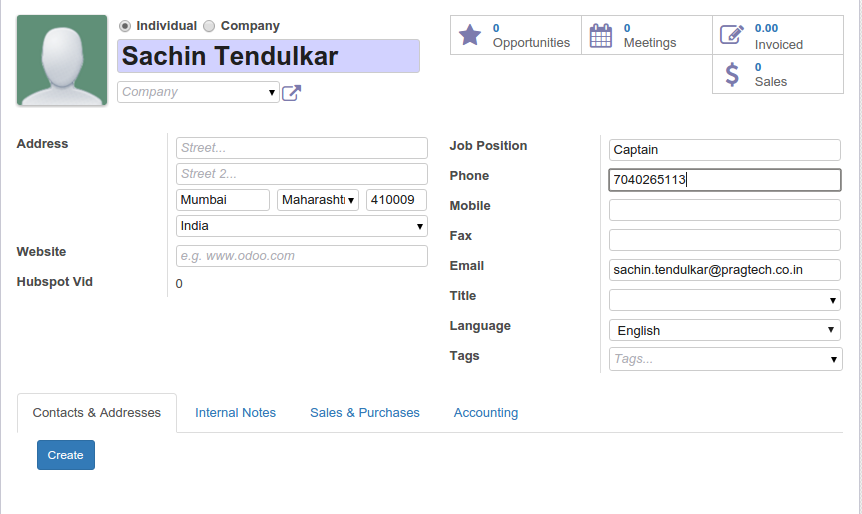 Individual Company
Sachin Tendulkar
Company
0
Opportunities
0
Meetings
0.00
Invoiced
0
Sales
Address
Street...
Street 2...
Mumbai Maharasht 410009
India
Website e.g. www.odoo.com
Hubspot Vid 0
Job Position Captain
Phone 7040265113
Mobile
Fax
Email sachin.tendulkar@pragtech.co.in
Title
Language English
Tags Tags...
Contacts & Addresses Internal Notes Sales & Purchases Accounting
Create